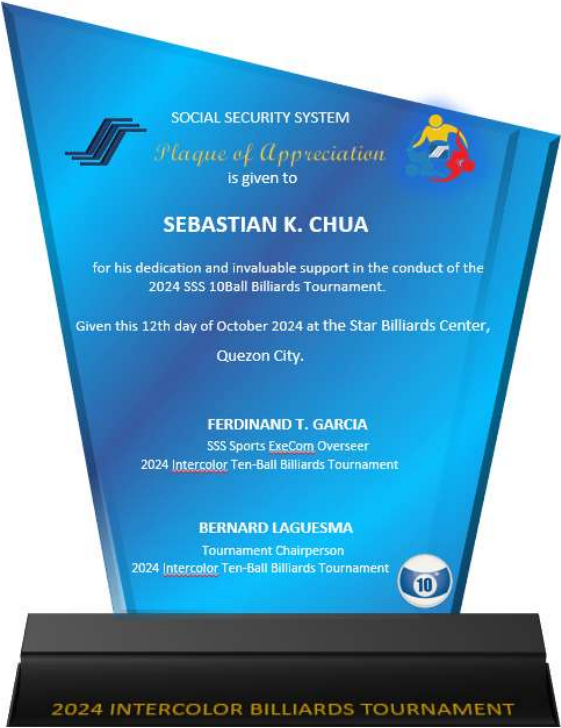 SOCIAL SECURITY SYSTEM
Plaque of Appreciation
is given to
SEBASTIAN K. CHUA
for his dedication and invaluable support in the conduct of the
2024 SSS 10Ball Billiards Tournament.
Given this 12th day of October 2024 at the Star Billiards Center,
Quezon City.
FERDINAND T. GARCIA
SSS Sports ExeCom Overseer
2024 Intercolor Ten-Ball Billiards Tournament
BERNARD LAGUESMA
Tournament Chairperson
2024 Intercolor Ten-Ball Billiards Tournament
10
2024 INTERCOLOR BILLIARDS TOURNAMENT